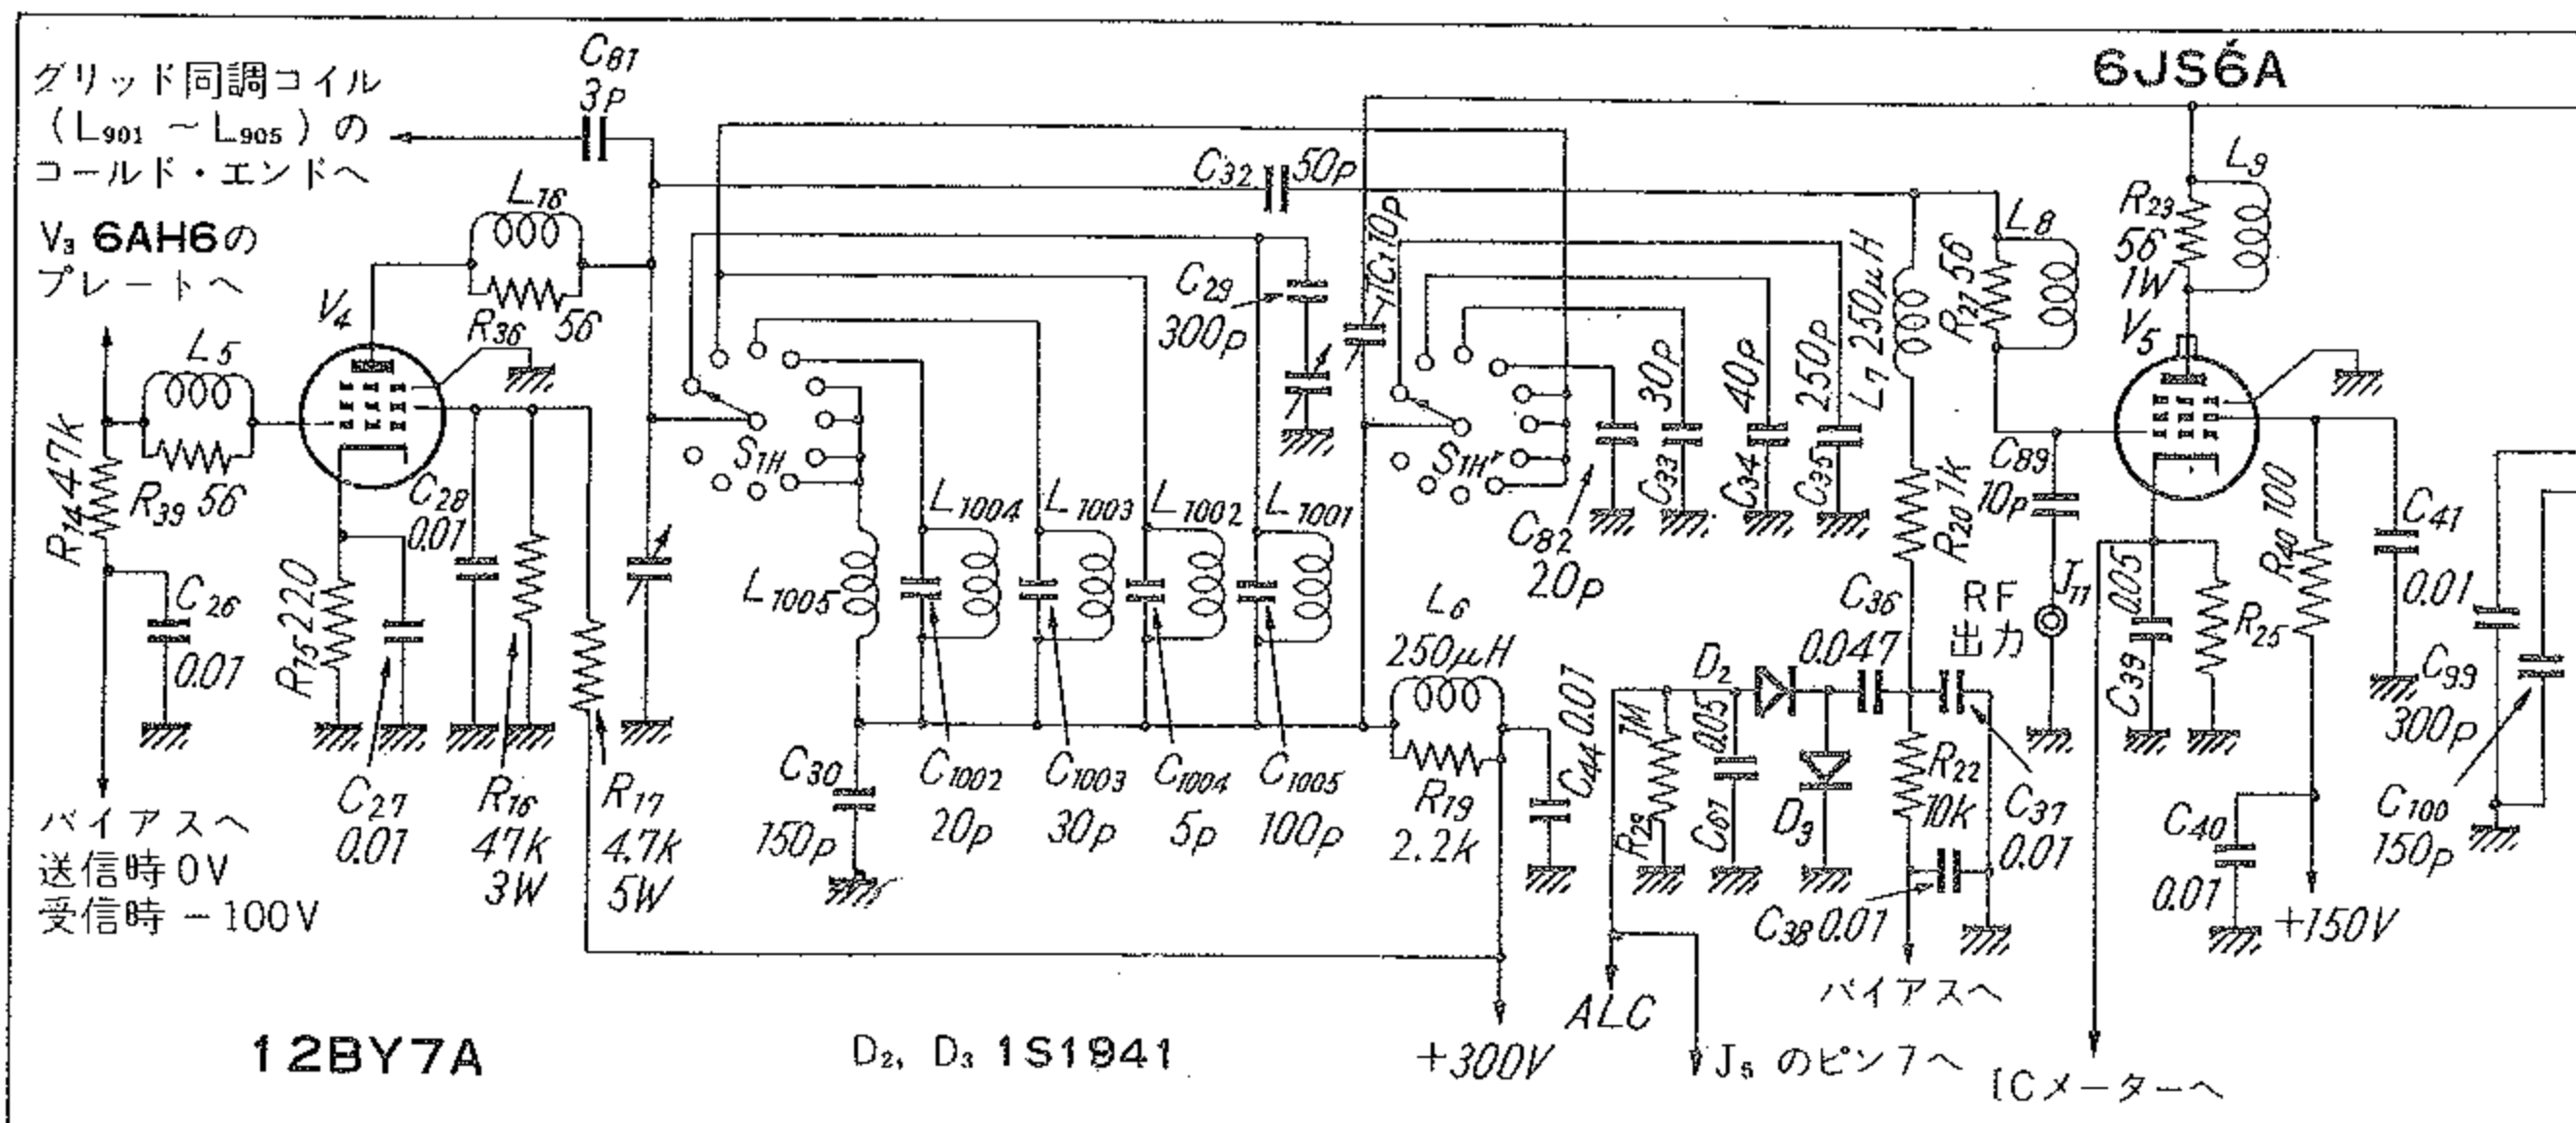 グリッド同調コイル
(L901 ~ L905) の
コールド・エンドへ
C81
3P
6JS6A
V3 6AH6の
プレートへ
L16
R36
56
V4
L5
R39 56
R14 47k
C26
0.01
バイアスへ
送信時 0V
受信時 -100V
R15 220
C28
0.01
C27
0.01
R16
47k
3W
R17
4.7k
5W
12BY7A
C32
50p
C29
300p
TC1 10p
S1H
S1H'
L1005
L1004
L1003
L1002
L1001
C30
150p
C1002
20p
C1003
30p
C1004
5p
C1005
100p
D2, D3 1S1941
C82
20p
C33
30p
C34
40p
C35
250p
L6
250μH
R19
2.2k
C44 0.01
+300V
L7 250μH
R20 1k
R21 56
L8
C36
0.047
D2
D3
R29
1M
C67
0.05
ALC
J5 のピン7へ
R22
10k
C37
0.01
C38 0.01
バイアスへ
C89
10p
J11
RF
出力
L9
R23
56
1W
V5
C39
0.05
R25
R40 100
C41
0.01
C40
0.01
+150V
ICメーターへ
C99
300p
C100
150p